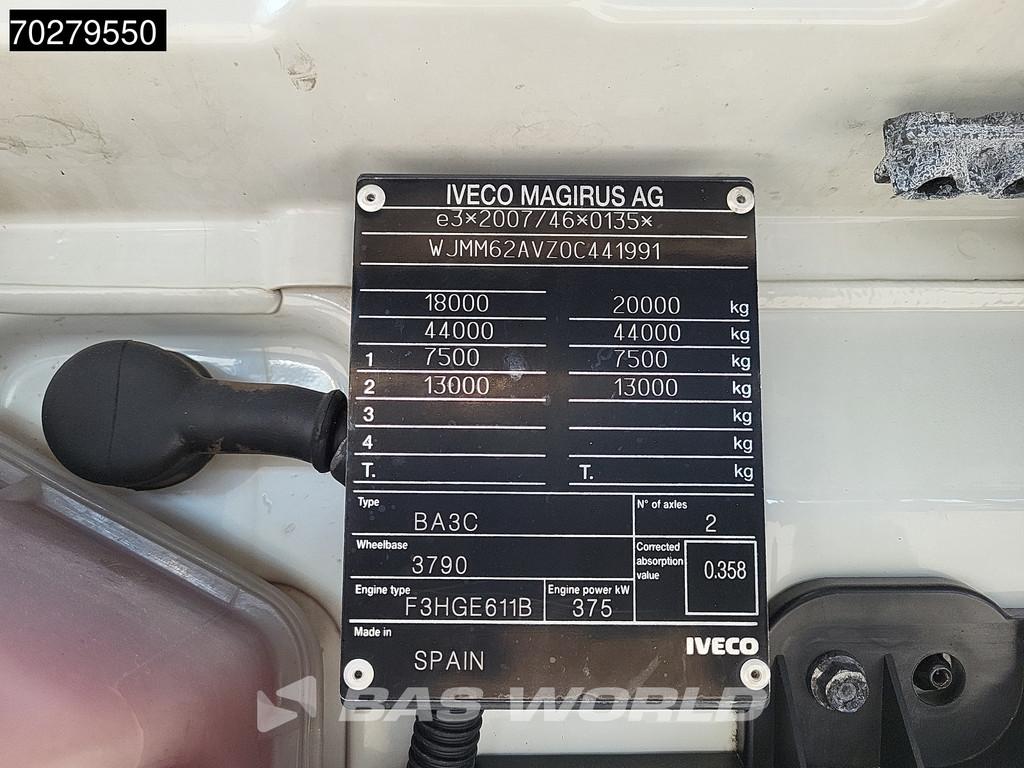 70279550
IVECO MAGIRUS AG
e3*2007/46*0135*
WJMM62AVZ0C441991
18000 20000 kg
44000 44000 kg
1 7500 7500 kg
2 13000 13000 kg
3 kg
4 kg
T. T. kg
Type BA3C N° of axles 2
Wheelbase 3790 Corrected absorption value 0.358
Engine type F3HGE611B Engine power kW 375
Made in SPAIN IVECO
BAS WORLD